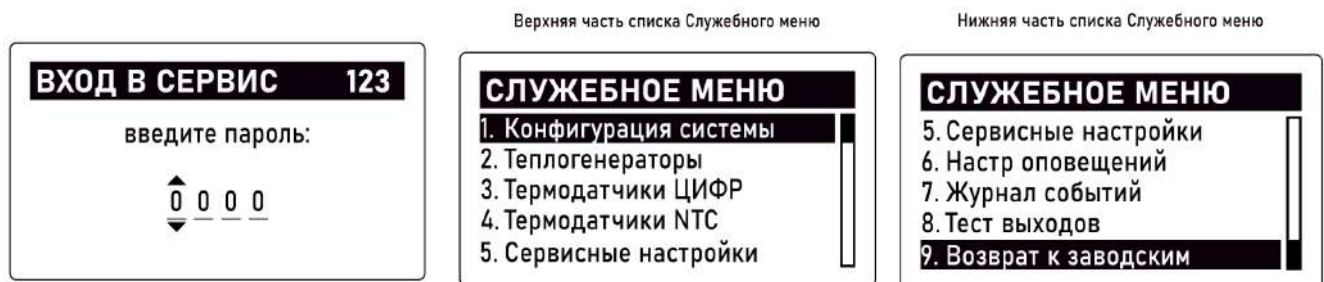 Верхняя часть списка Служебного меню
Нижняя часть списка Служебного меню
ВХОД В СЕРВИС 123
введите пароль:
0 0 0 0
СЛУЖЕБНОЕ МЕНЮ
1. Конфигурация системы
2. Теплогенераторы
3. Термодатчики ЦИФР
4. Термодатчики NTC
5. Сервисные настройки
СЛУЖЕБНОЕ МЕНЮ
5. Сервисные настройки
6. Настр оповещений
7. Журнал событий
8. Тест выходов
9. Возврат к заводским